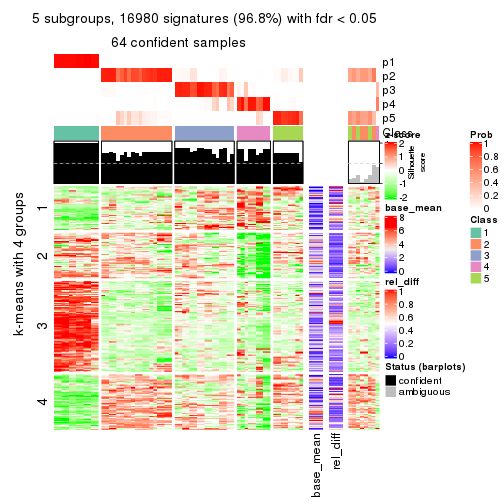 5 subgroups, 16980 signatures (96.8%) with fdr < 0.05
64 confident samples
p1
p2
p3
p4
p5
Class
z-score
2
1
0
-1
-2
Silhouette score
k-means with 4 groups
1
2
3
4
base_mean
rel_diff
base_mean
8
6
4
2
0
rel_diff
1
0.8
0.6
0.4
0.2
0
Status (barplots)
confident
ambiguous
Prob
1
0.8
0.6
0.4
0.2
0
Class
1
2
3
4
5